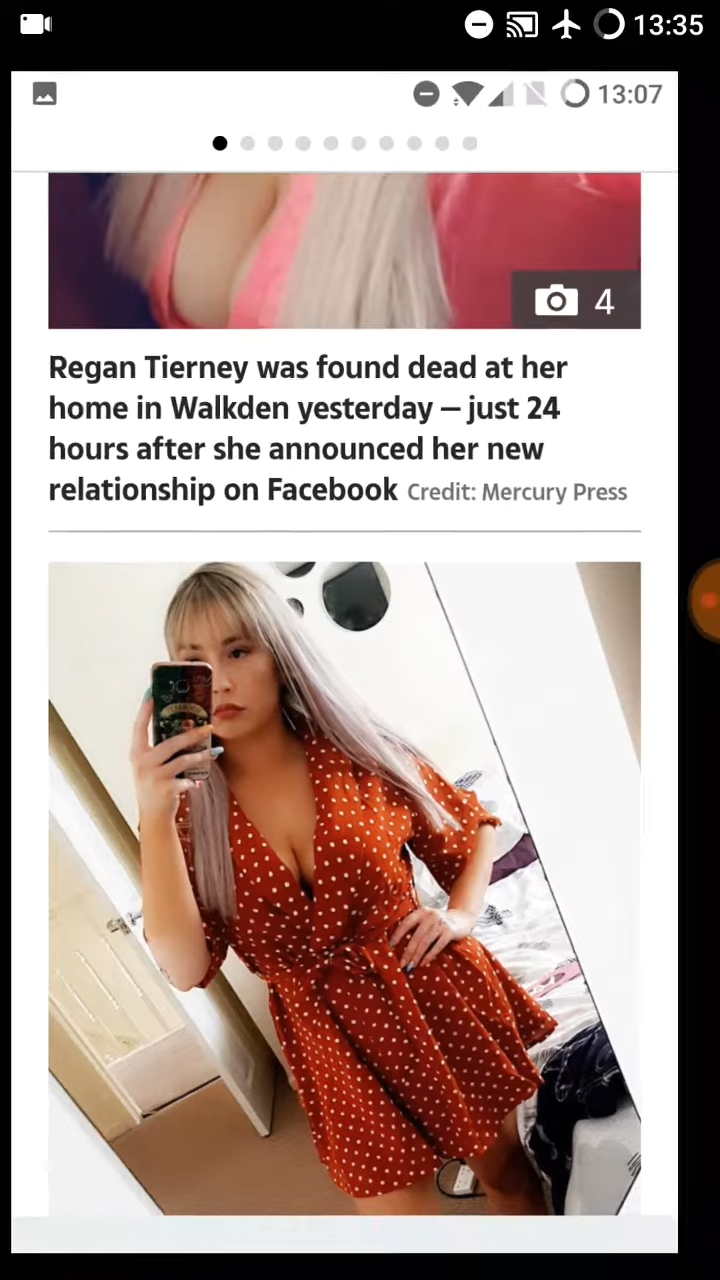 13:35
13:07
4
Regan Tierney was found dead at her
home in Walkden yesterday – just 24
hours after she announced her new
relationship on Facebook Credit: Mercury Press